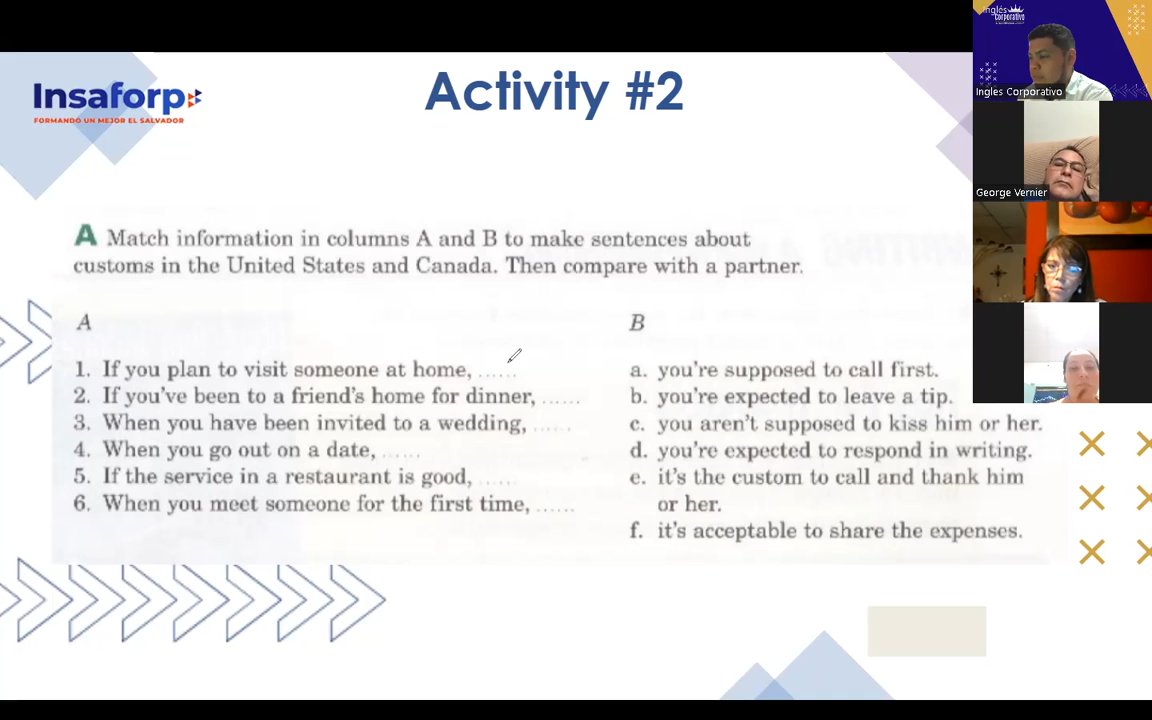 Activity #2
Insaforp
FORMANDO UN MEJOR EL SALVADOR
A Match information in columns A and B to make sentences about
customs in the United States and Canada. Then compare with a partner.
A
1. If you plan to visit someone at home, ......
2. If you've been to a friend's home for dinner, ......
3. When you have been invited to a wedding, ......
4. When you go out on a date, ......
5. If the service in a restaurant is good, ......
6. When you meet someone for the first time, ......
B
a. you're supposed to call first.
b. you're expected to leave a tip.
c. you aren't supposed to kiss him or her.
d. you're expected to respond in writing.
e. it's the custom to call and thank him
or her.
f. it's acceptable to share the expenses.
Inglés
Corporativo
Ingles Corporativo
George Vernier